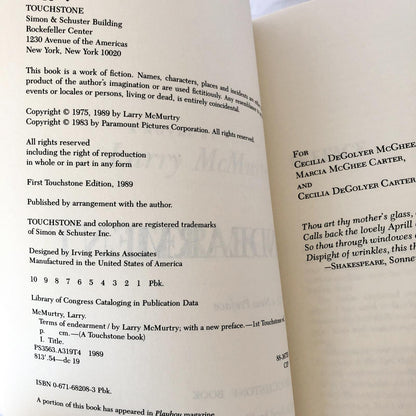 TOUCHSTONE
Simon & Schuster Building
Rockefeller Center
1230 Avenue of the Americas
New York, New York 10020
This book is a work of fiction. Names, characters, places and incidents are
product of the author's imagination or are used fictitiously. Any resemblance
events or locales or persons, living or dead, is entirely coincidental.
Copyright © 1975, 1989 by Larry McMurtry
Copyright © 1983 by Paramount Pictures Corporation. All rights
All rights reserved
including the right of reproduction
in whole or in part in any form
First Touchstone Edition, 1989
Published by arrangement with the author.
TOUCHSTONE and colophon are registered trademarks
of Simon & Schuster Inc.
Designed by Irving Perkins Associates
Manufactured in the United States of America
10 9 8 7 6 5 4 3 2 1 Pbk.
Library of Congress Cataloging in Publication Data
McMurtry, Larry.
Terms of endearment / by Larry McMurtry; with a new preface.—1st Touchstone
p. cm.—(A Touchstone book)
I. Title.
PS3563.A319T4 1989
813'.54—dc 19
CIP
ISBN 0-671-68208-3 Pbk.
A portion of this book has appeared in Playboy magazine
FOR
CECILIA DEGOLYER MCGHEE,
MARCIA MCGHEE CARTER,
AND
CECILIA DEGOLYER CARTER
Thou art thy mother's glass,
Calls back the lovely Aprill
So thou through windowes
Dispight of wrinkles, this th
—SHAKESPEARE, Sonne